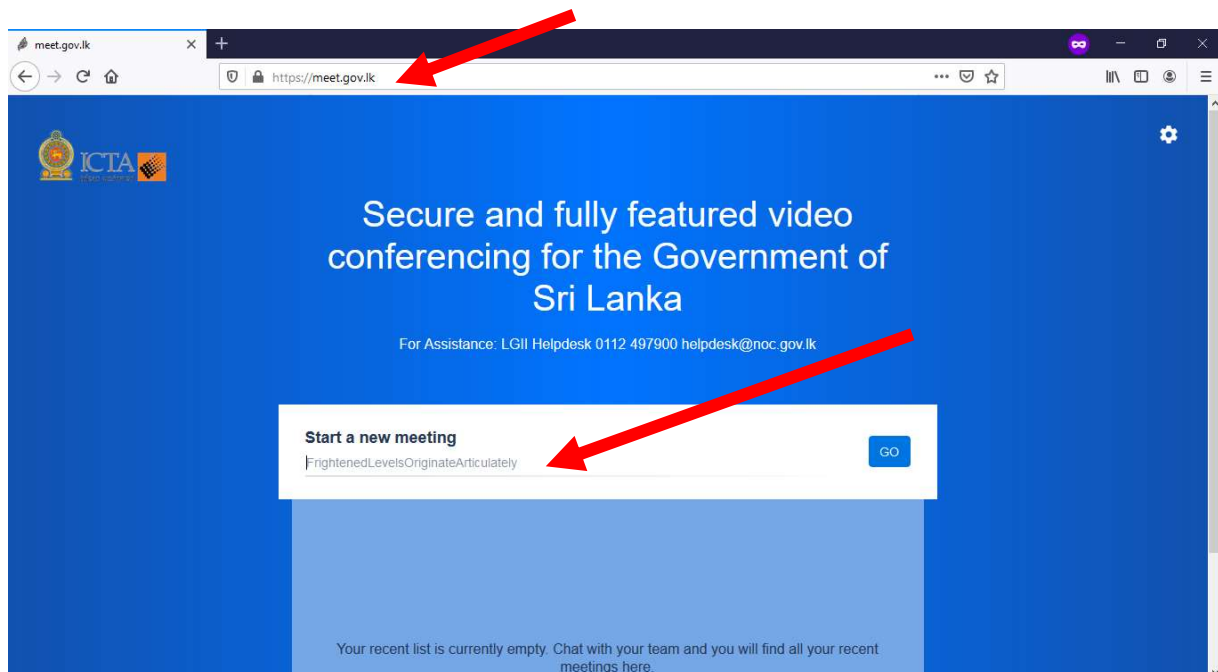 meet.gov.lk
https://meet.gov.lk
ICTA
Secure and fully featured video
conferencing for the Government of
Sri Lanka
For Assistance: LGII Helpdesk 0112 497900 helpdesk@noc.gov.lk
Start a new meeting
FrightenedLevelsOriginateArticulately
GO
Your recent list is currently empty. Chat with your team and you will find all your recent
meetings here.